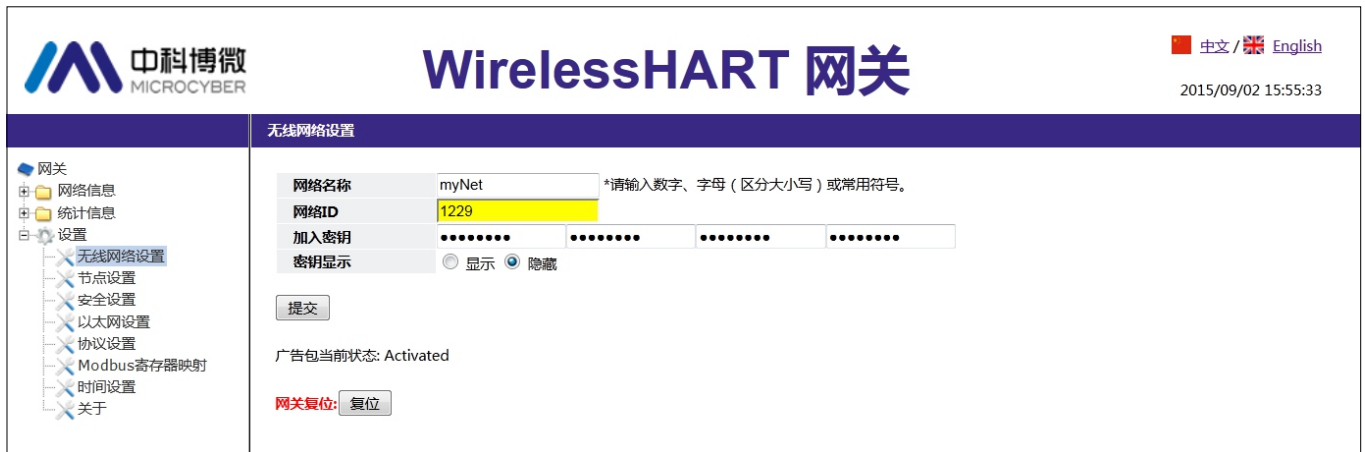 中科博微
MICROCYBER
WirelessHART 网关
中文 / English
2015/09/02 15:55:33
无线网络设置
网关
网络信息
统计信息
设置
无线网络设置
节点设置
安全设置
以太网设置
协议设置
Modbus寄存器映射
时间设置
关于
网络名称 myNet *请输入数字、字母（区分大小写）或常用符号。
网络ID 1229
加入密钥 •••••••• •••••••• •••••••• ••••••••
密钥显示 显示 隐藏
提交
广告包当前状态: Activated
网关复位: 复位